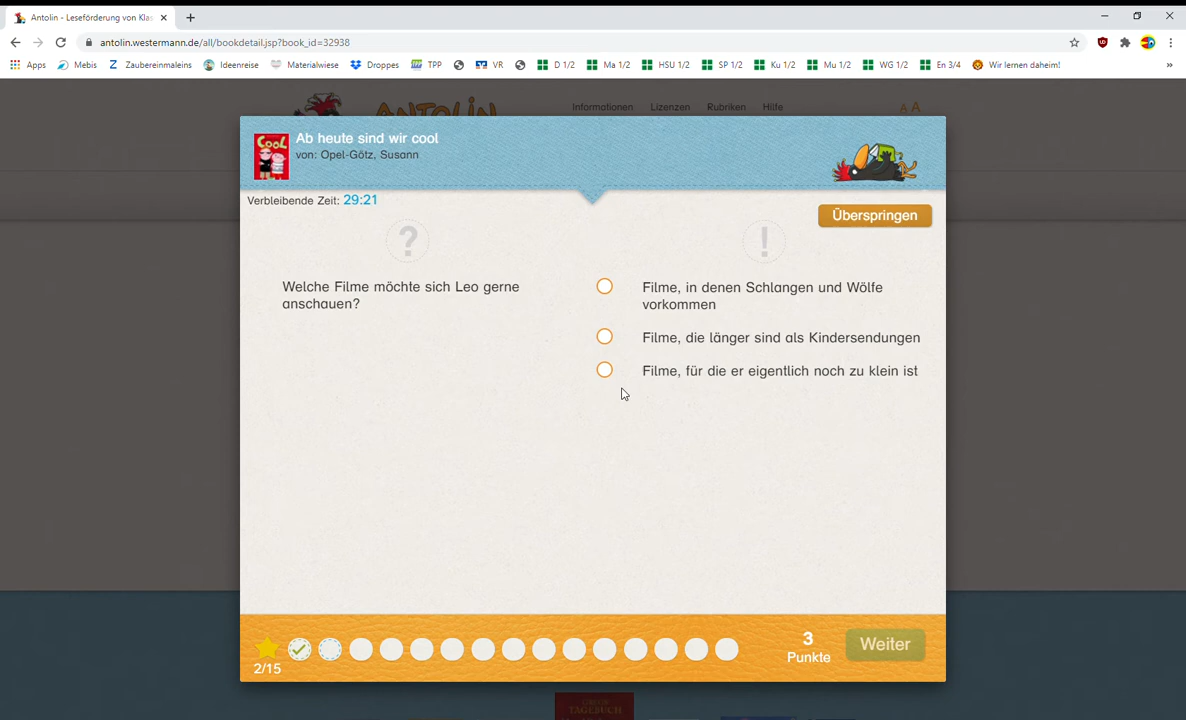 Antolin - Leseförderung von Kla
antolin.westermann.de/all/bookdetail.jsp?book_id=32938
Apps Mebis Zaubereinmaleins Ideenreise Materialwiese Droppes TPP VR D 1/2 Ma 1/2 HSU 1/2 SP 1/2 Ku 1/2 Mu 1/2 WG 1/2 En 3/4 Wir lernen daheim! »
ANTOLIN Informationen Lizenzen Rubriken Hilfe A A
Ab heute sind wir cool
von: Opel-Götz, Susann
COOL
Verbleibende Zeit: 29:21
Überspringen
? !
Welche Filme möchte sich Leo gerne
anschauen?
Filme, in denen Schlangen und Wölfe
vorkommen
Filme, die länger sind als Kindersendungen
Filme, für die er eigentlich noch zu klein ist
2/15
3
Punkte
Weiter
TAGEBUCH